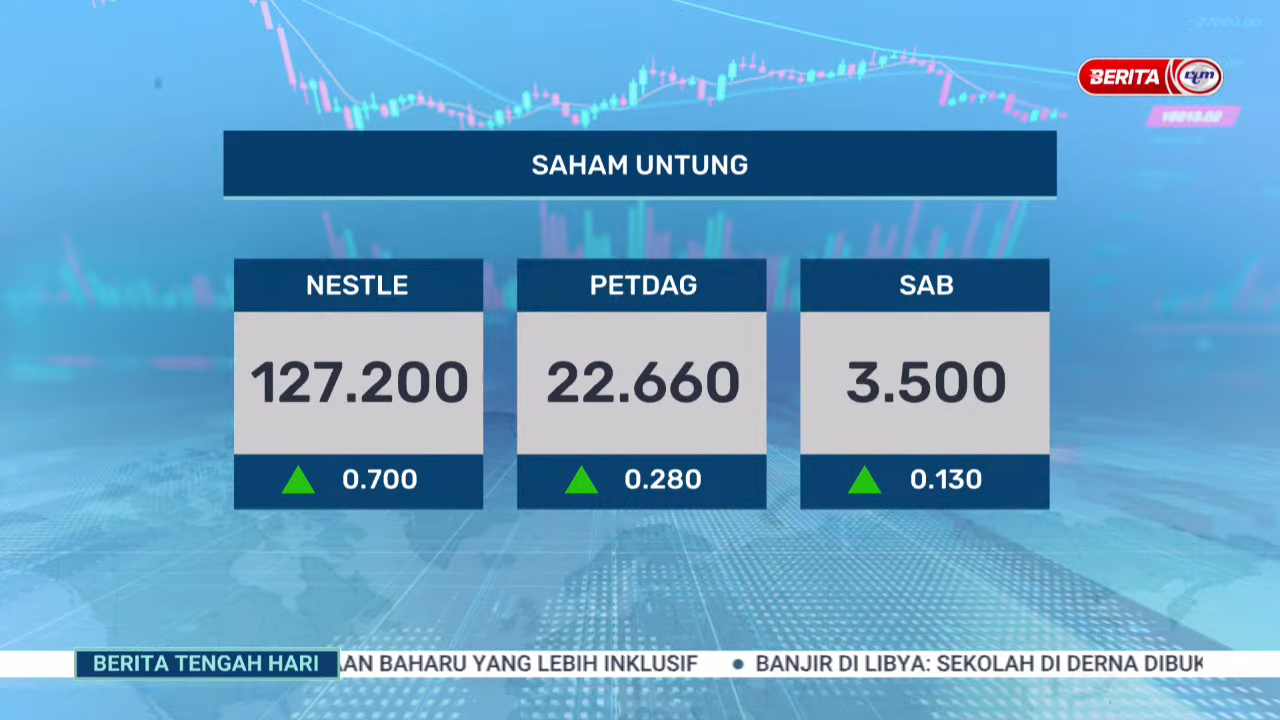 BERITA rtm
SAHAM UNTUNG
NESTLE
127.200
0.700
PETDAG
22.660
0.280
SAB
3.500
0.130
BERITA TENGAH HARI
AAN BAHARU YANG LEBIH INKLUSIF • BANJIR DI LIBYA: SEKOLAH DI DERNA DIBUK